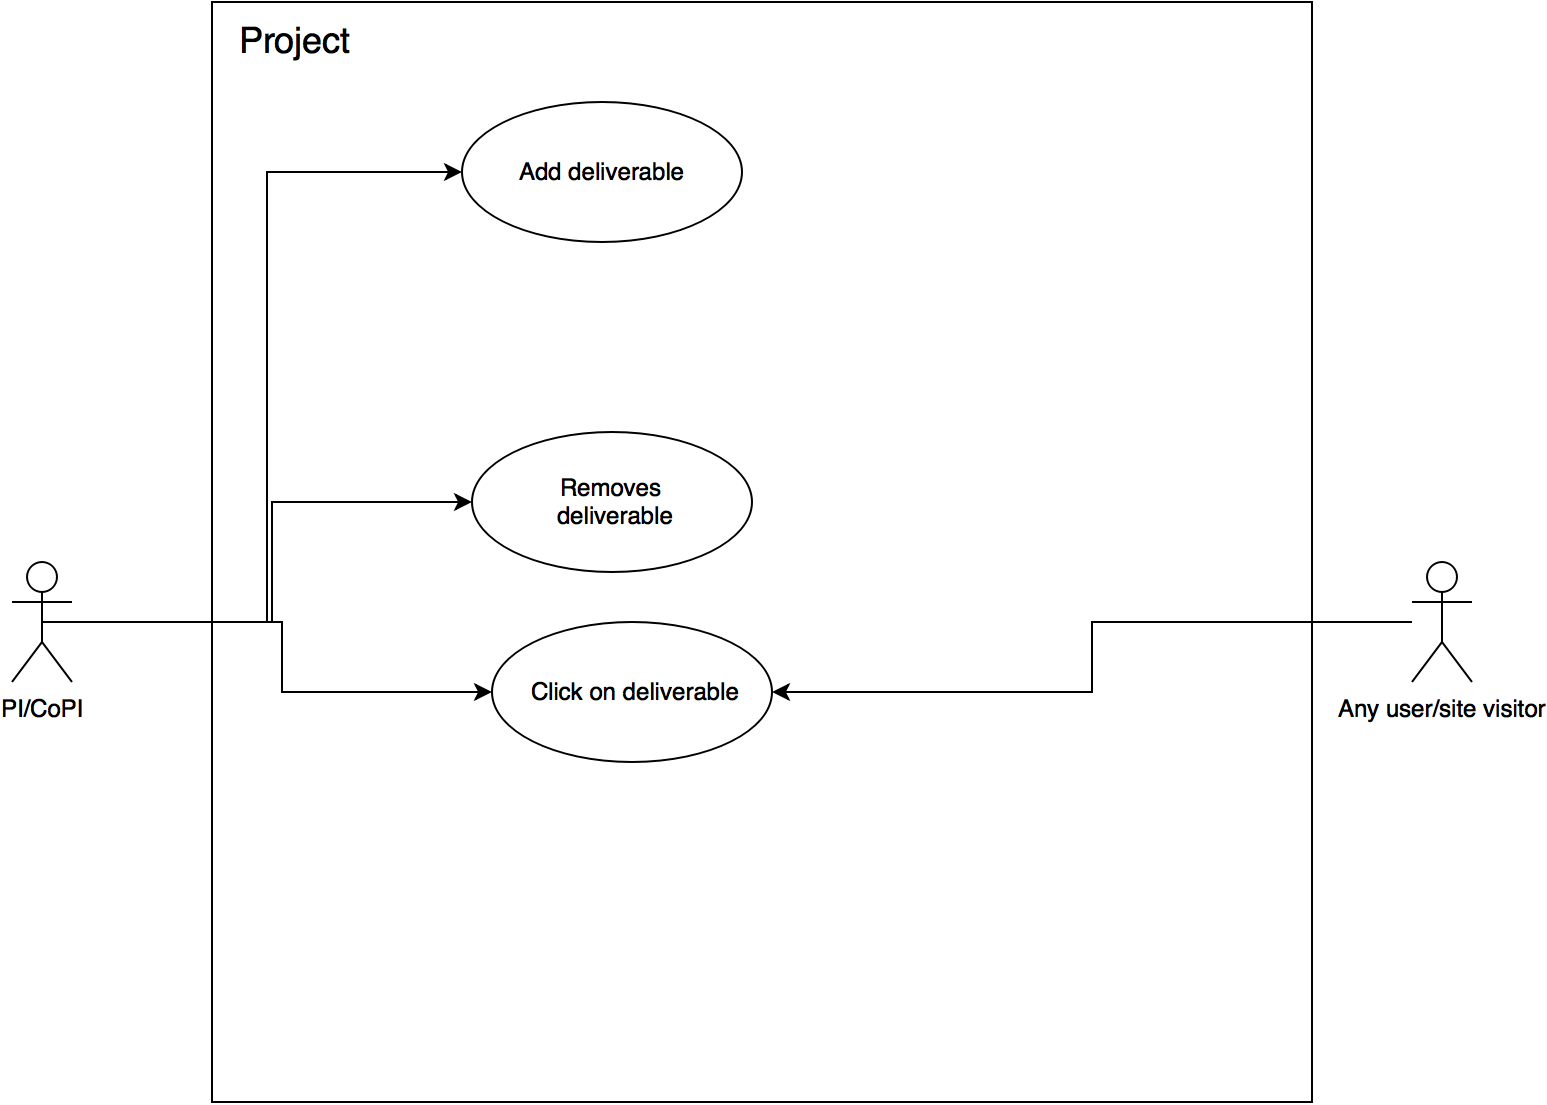 Project
Add deliverable
Removes
deliverable
Click on deliverable
PI/CoPI
Any user/site visitor